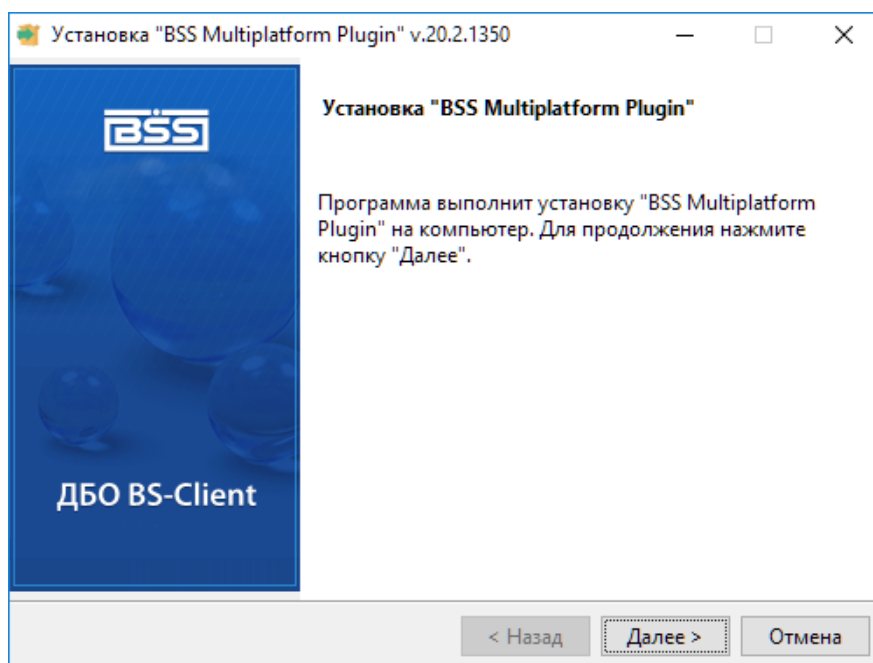 Установка "BSS Multiplatform Plugin" v.20.2.1350
BSS
Установка "BSS Multiplatform Plugin"
Программа выполнит установку "BSS Multiplatform
Plugin" на компьютер. Для продолжения нажмите
кнопку "Далее".
ДБО BS-Client
< Назад
Далее >
Отмена